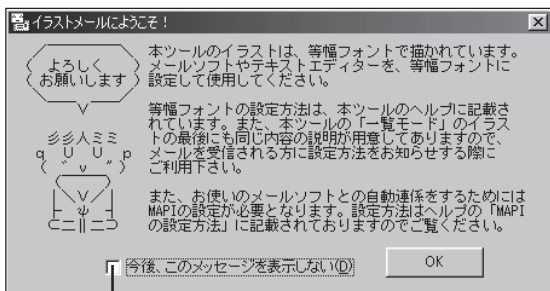 イラストメールにようこそ！
よろしく
お願いします
本ツールのイラストは、等幅フォントで描かれています。
メールソフトやテキストエディターを、等幅フォントに
設定して使用してください。
等幅フォントの設定方法は、本ツールのヘルプに記載さ
れています。また、本ツールの「一覧モード」のイラス
トの最後にも同じ内容の説明が用意してありますので、
メールを受信される方に設定方法をお知らせする際に
ご利用下さい。
また、お使いのメールソフトとの自動連係をするためには
MAPIの設定が必要となります。設定方法はヘルプの「MAPI
の設定方法」に記載されておりますのでご覧ください。
今後、このメッセージを表示しない(D)
OK